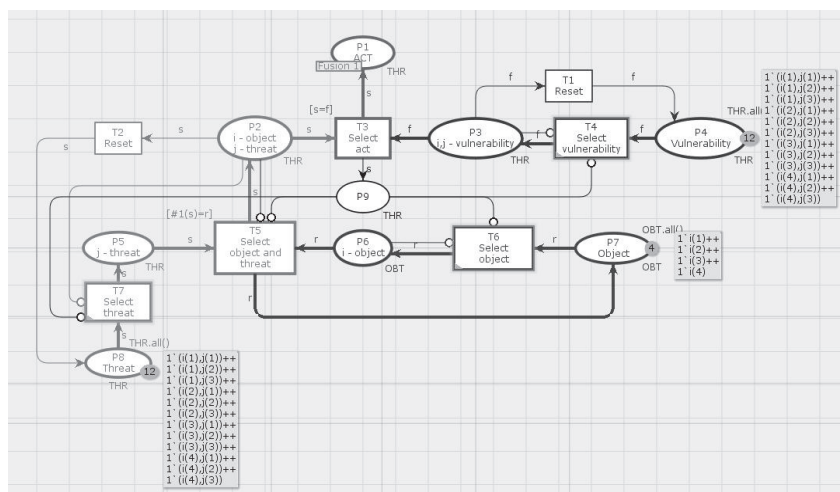 P1
ACT
Fusion 1
THR
s
[s=f]
f
T1
Reset
f
T2
Reset
s
P2
i - object
j - threat
THR
s
T3
Select
act
f
P3
i,j - vulnerability
THR
f
T4
Select
vulnerability
f
P4
Vulnerability
THR.all()
12
THR
1`(i(1),j(1))++
1`(i(1),j(2))++
1`(i(1),j(3))++
1`(i(2),j(1))++
1`(i(2),j(2))++
1`(i(2),j(3))++
1`(i(3),j(1))++
1`(i(3),j(2))++
1`(i(3),j(3))++
1`(i(4),j(1))++
1`(i(4),j(2))++
1`(i(4),j(3))
s
s
P9
THR
[#1(s)=r]
P5
j - threat
THR
s
T5
Select
object and
threat
r
P6
i - object
OBT
r
T6
Select
object
r
P7
Object
OBT.all()
4
OBT
1`i(1)++
1`i(2)++
1`i(3)++
1`i(4)
s
T7
Select
threat
r
s
THR.all()
P8
Threat
12
THR
s
1`(i(1),j(1))++
1`(i(1),j(2))++
1`(i(1),j(3))++
1`(i(2),j(1))++
1`(i(2),j(2))++
1`(i(2),j(3))++
1`(i(3),j(1))++
1`(i(3),j(2))++
1`(i(3),j(3))++
1`(i(4),j(1))++
1`(i(4),j(2))++
1`(i(4),j(3))